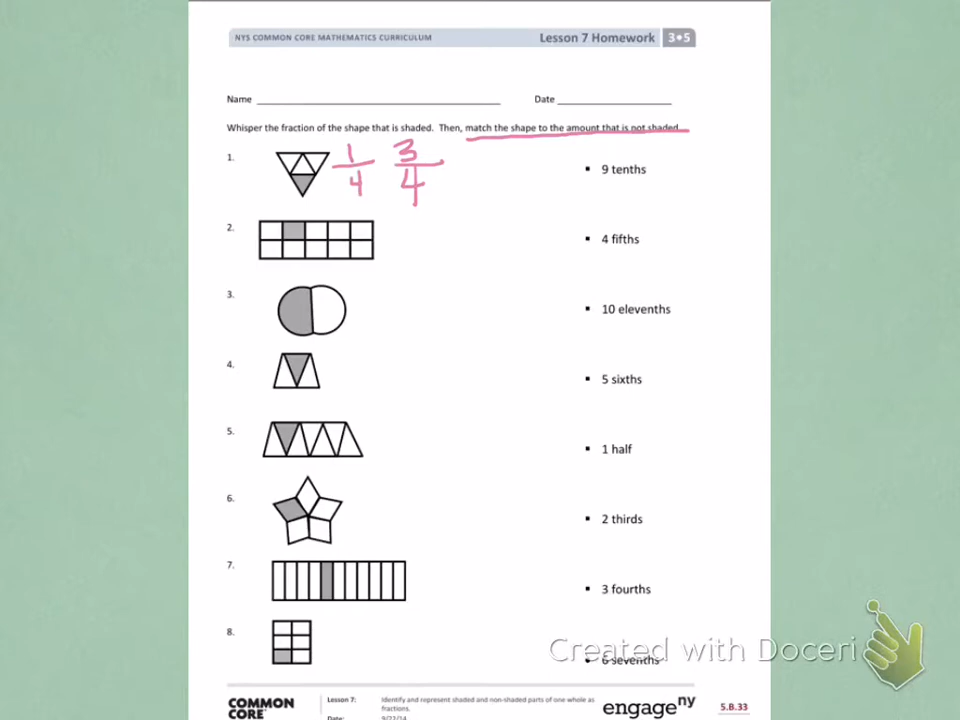 NYS COMMON CORE MATHEMATICS CURRICULUM Lesson 7 Homework 3•5
Name Date
Whisper the fraction of the shape that is shaded. Then, match the shape to the amount that is not shaded.
1. 1/4 3/4 ▪ 9 tenths
2. ▪ 4 fifths
3. ▪ 10 elevenths
4. ▪ 5 sixths
5. ▪ 1 half
6. ▪ 2 thirds
7. ▪ 3 fourths
8. ▪ 6 sevenths
Created with Doceri
COMMON CORE
Lesson 7: Identify and represent shaded and non-shaded parts of one whole as fractions.
Date: 9/23/14
engage ny 5.B.33